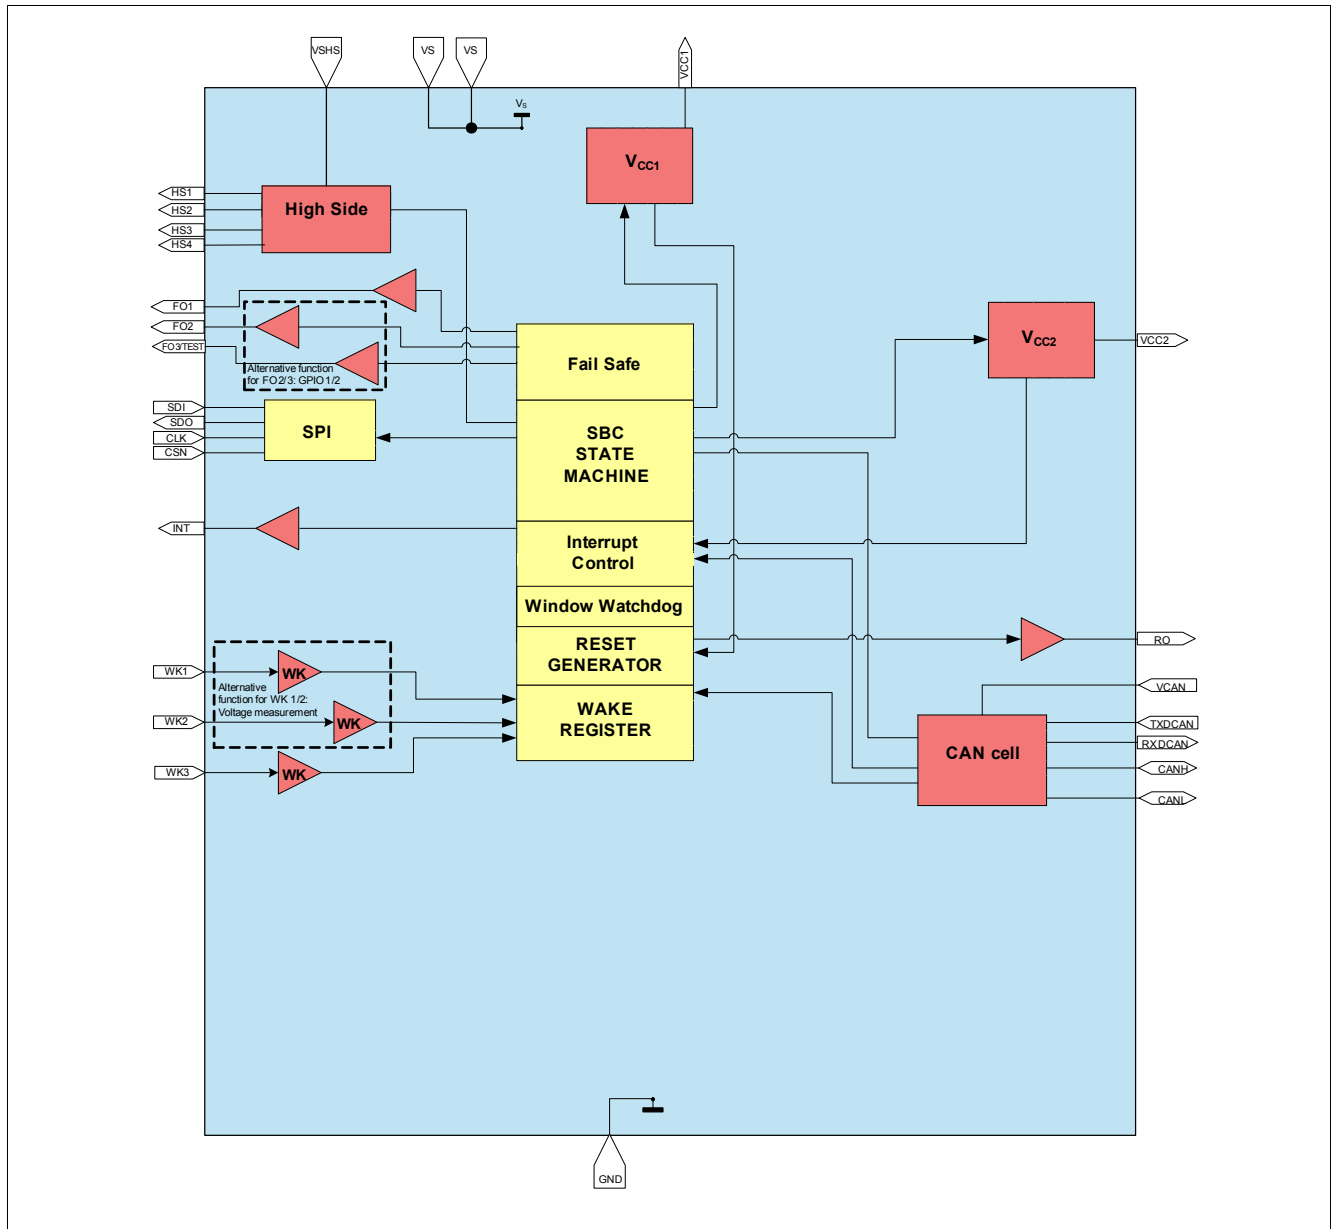 VSHS
VS
VS
VCC1
Vs
VCC1
HS1
HS2
HS3
HS4
High Side
FO1
FO2
FO3/TEST
Alternative function
for FO2/3: GPIO1/2
Fail Safe
VCC2
VCC2
SDI
SDO
CLK
CSN
SPI
SBC
STATE
MACHINE
INT
Interrupt
Control
Window Watchdog
RESET
GENERATOR
RO
WK1
WK
Alternative
function for WK 1/2:
Voltage measurement
WK2
WK
WK3
WK
WAKE
REGISTER
VCAN
TXDCAN
RXDCAN
CANH
CANL
CAN cell
GND